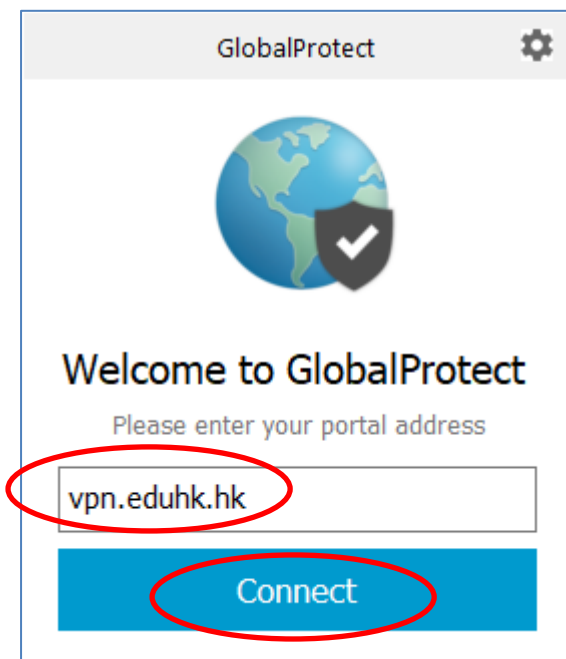 GlobalProtect
Welcome to GlobalProtect
Please enter your portal address
vpn.eduhk.hk
Connect